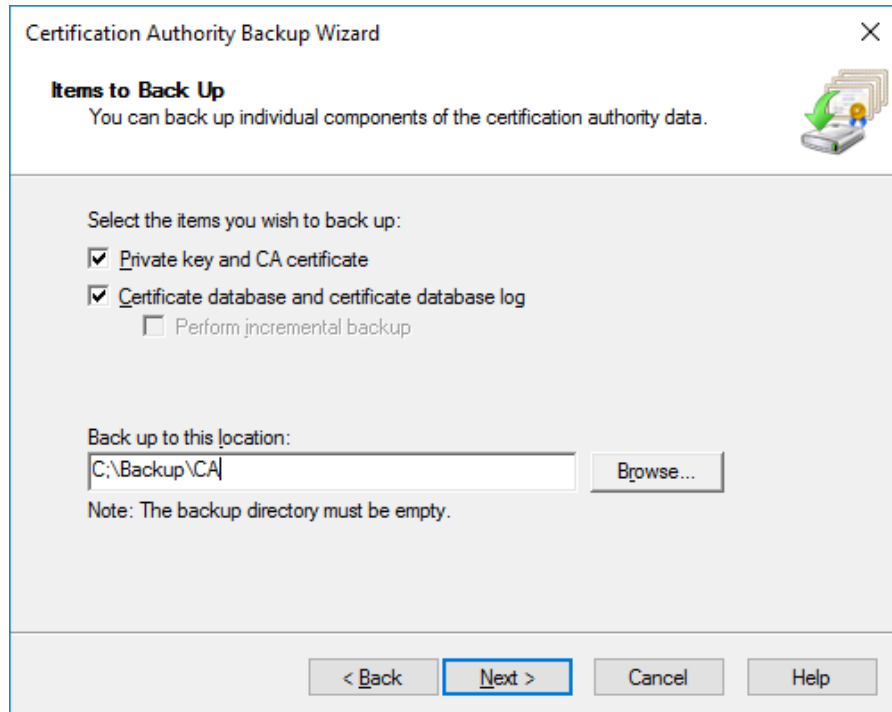 Certification Authority Backup Wizard
Items to Back Up
You can back up individual components of the certification authority data.
Select the items you wish to back up:
Private key and CA certificate
Certificate database and certificate database log
Perform incremental backup
Back up to this location:
C;\Backup\CA
Browse...
Note: The backup directory must be empty.
< Back
Next >
Cancel
Help